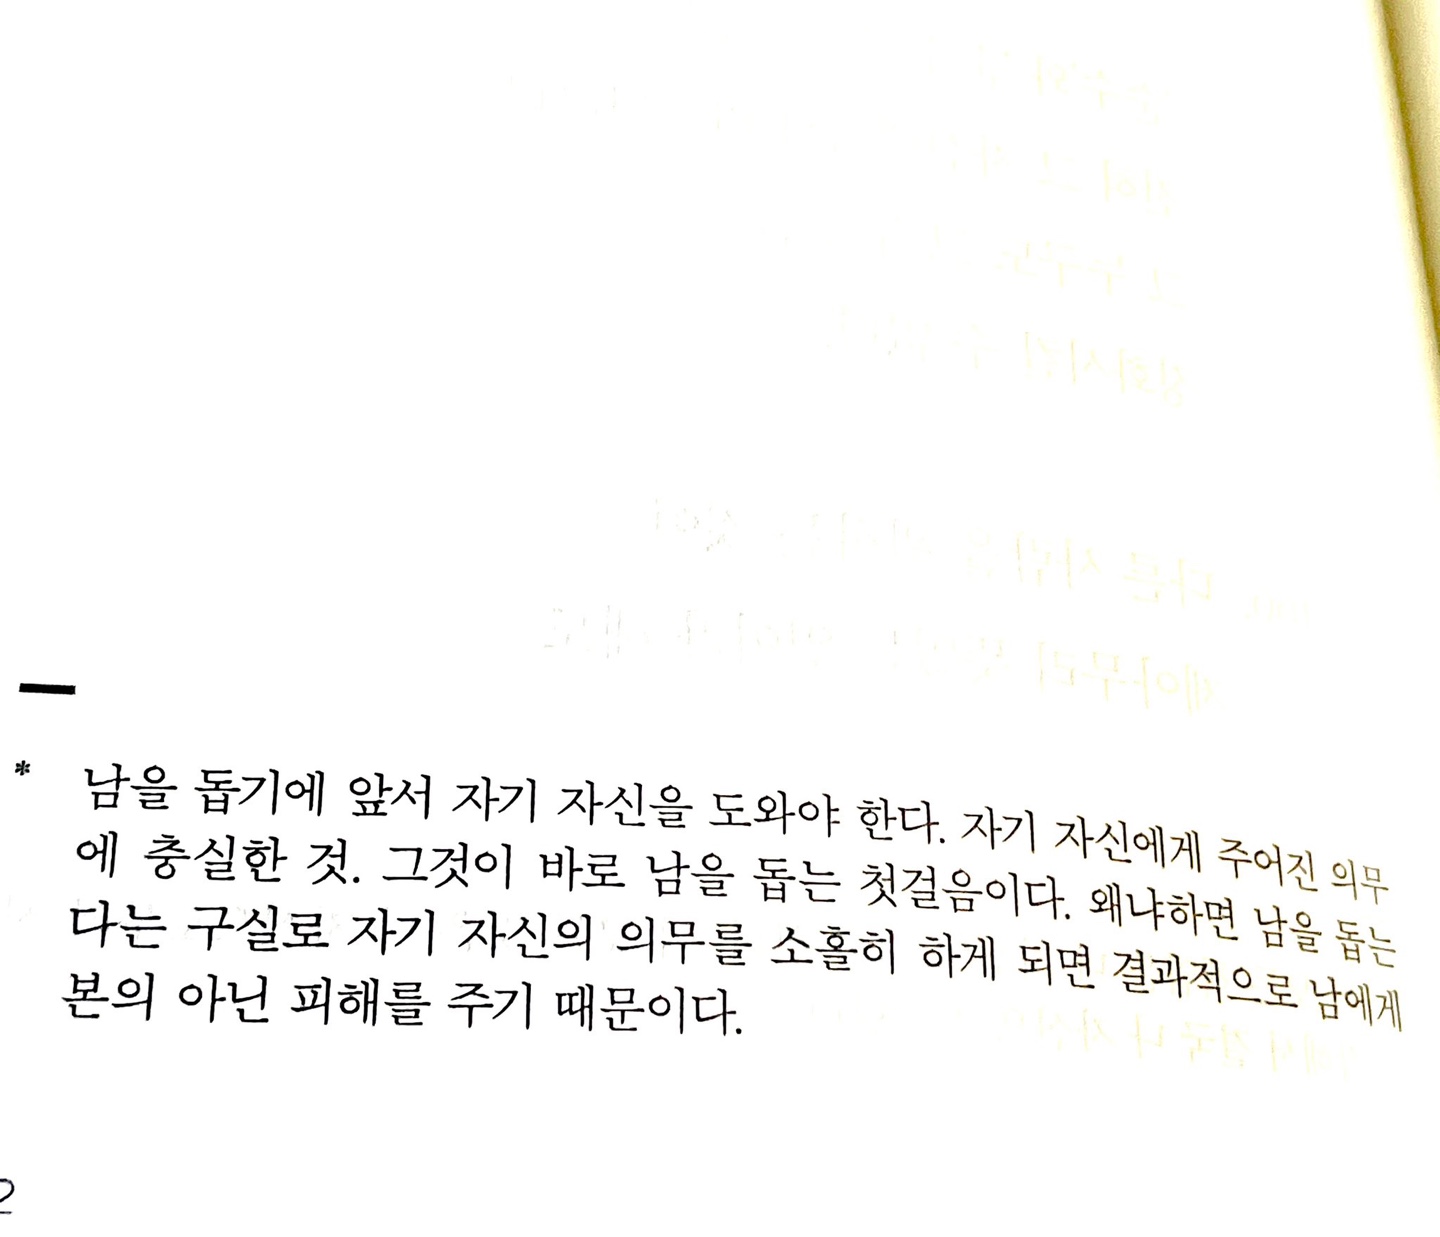 * 남을 돕기에 앞서 자기 자신을 도와야 한다. 자기 자신에게 주어진 의무
에 충실한 것. 그것이 바로 남을 돕는 첫걸음이다. 왜냐하면 남을 돕는
다는 구실로 자기 자신의 의무를 소홀히 하게 되면 결과적으로 남에게
본의 아닌 피해를 주기 때문이다.
2